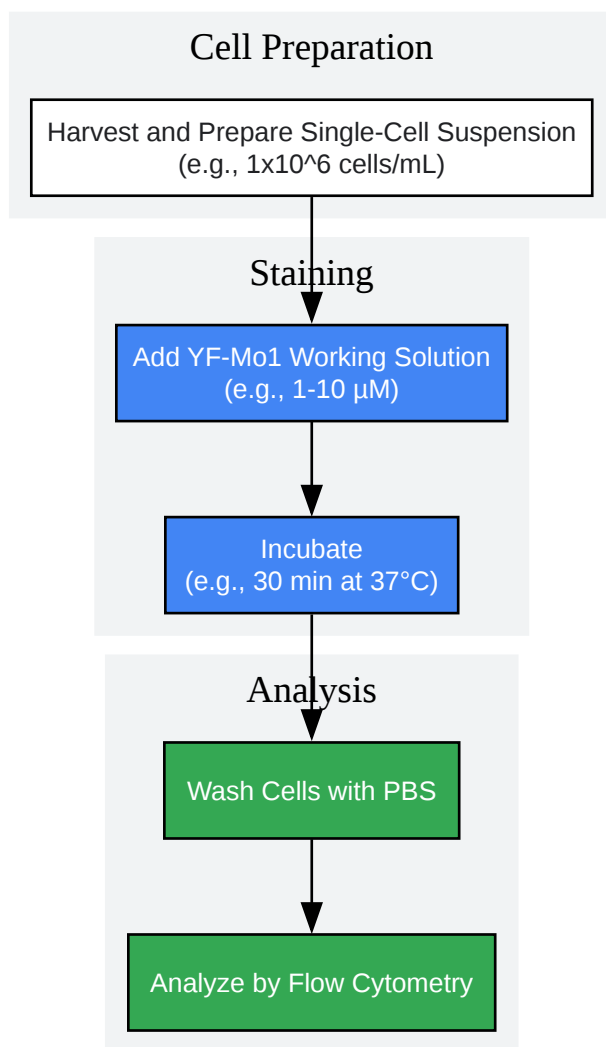 Cell Preparation
Harvest and Prepare Single-Cell Suspension
(e.g., 1x10^6 cells/mL)
Staining
Add YF-Mo1 Working Solution
(e.g., 1-10 µM)
Incubate
(e.g., 30 min at 37°C)
Analysis
Wash Cells with PBS
Analyze by Flow Cytometry